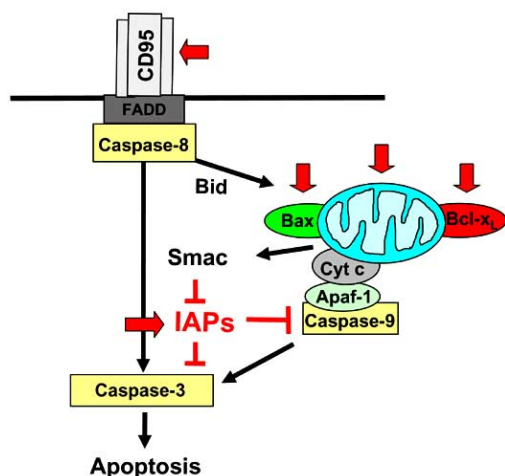 CD95
FADD
Caspase-8
Bid
Bax
Bcl-xL
Smac
Cyt c
Apaf-1
IAPs
Caspase-9
Caspase-3
Apoptosis